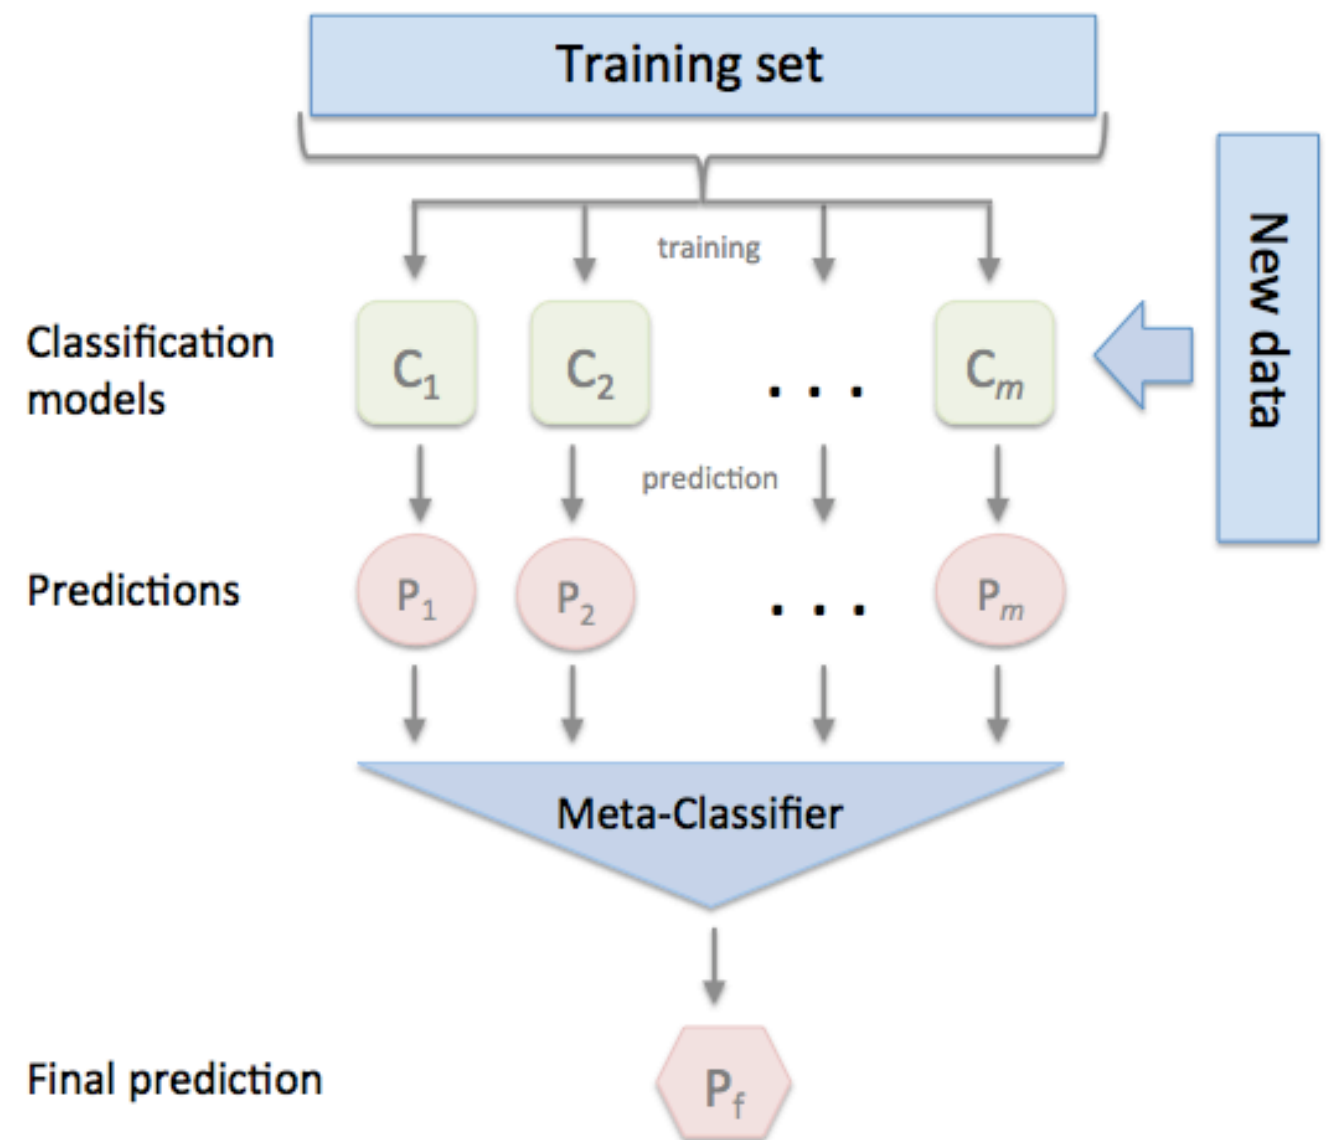 Training set
training
New data
Classification
models
C1
C2
. . .
Cm
prediction
Predictions
P1
P2
. . .
Pm
Meta-Classifier
Final prediction
Pf